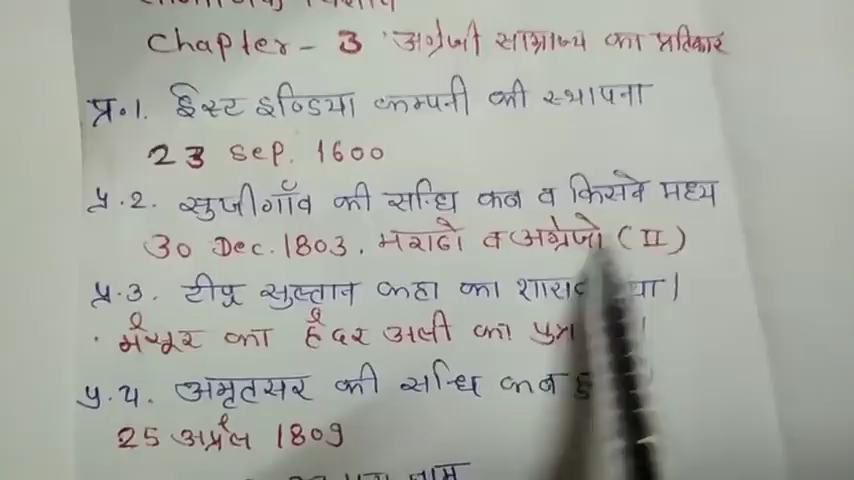 Chapter - 3 अंग्रेजी साम्राज्य का प्रतिकार
प्र.1. ईस्ट इण्डिया कम्पनी की स्थापना
23 Sep. 1600
प्र.2. सुर्जीगाँव की सन्धि कब व किसके मध्य
30 Dec. 1803. मराठो व अंग्रेजो (II)
प्र.3. टीपू सुल्तान कहा का था।
मैसूर का हैदर अली का पुत्र
प्र.4. अमृतसर की सन्धि कब
25 अप्रैल 1809
नाम